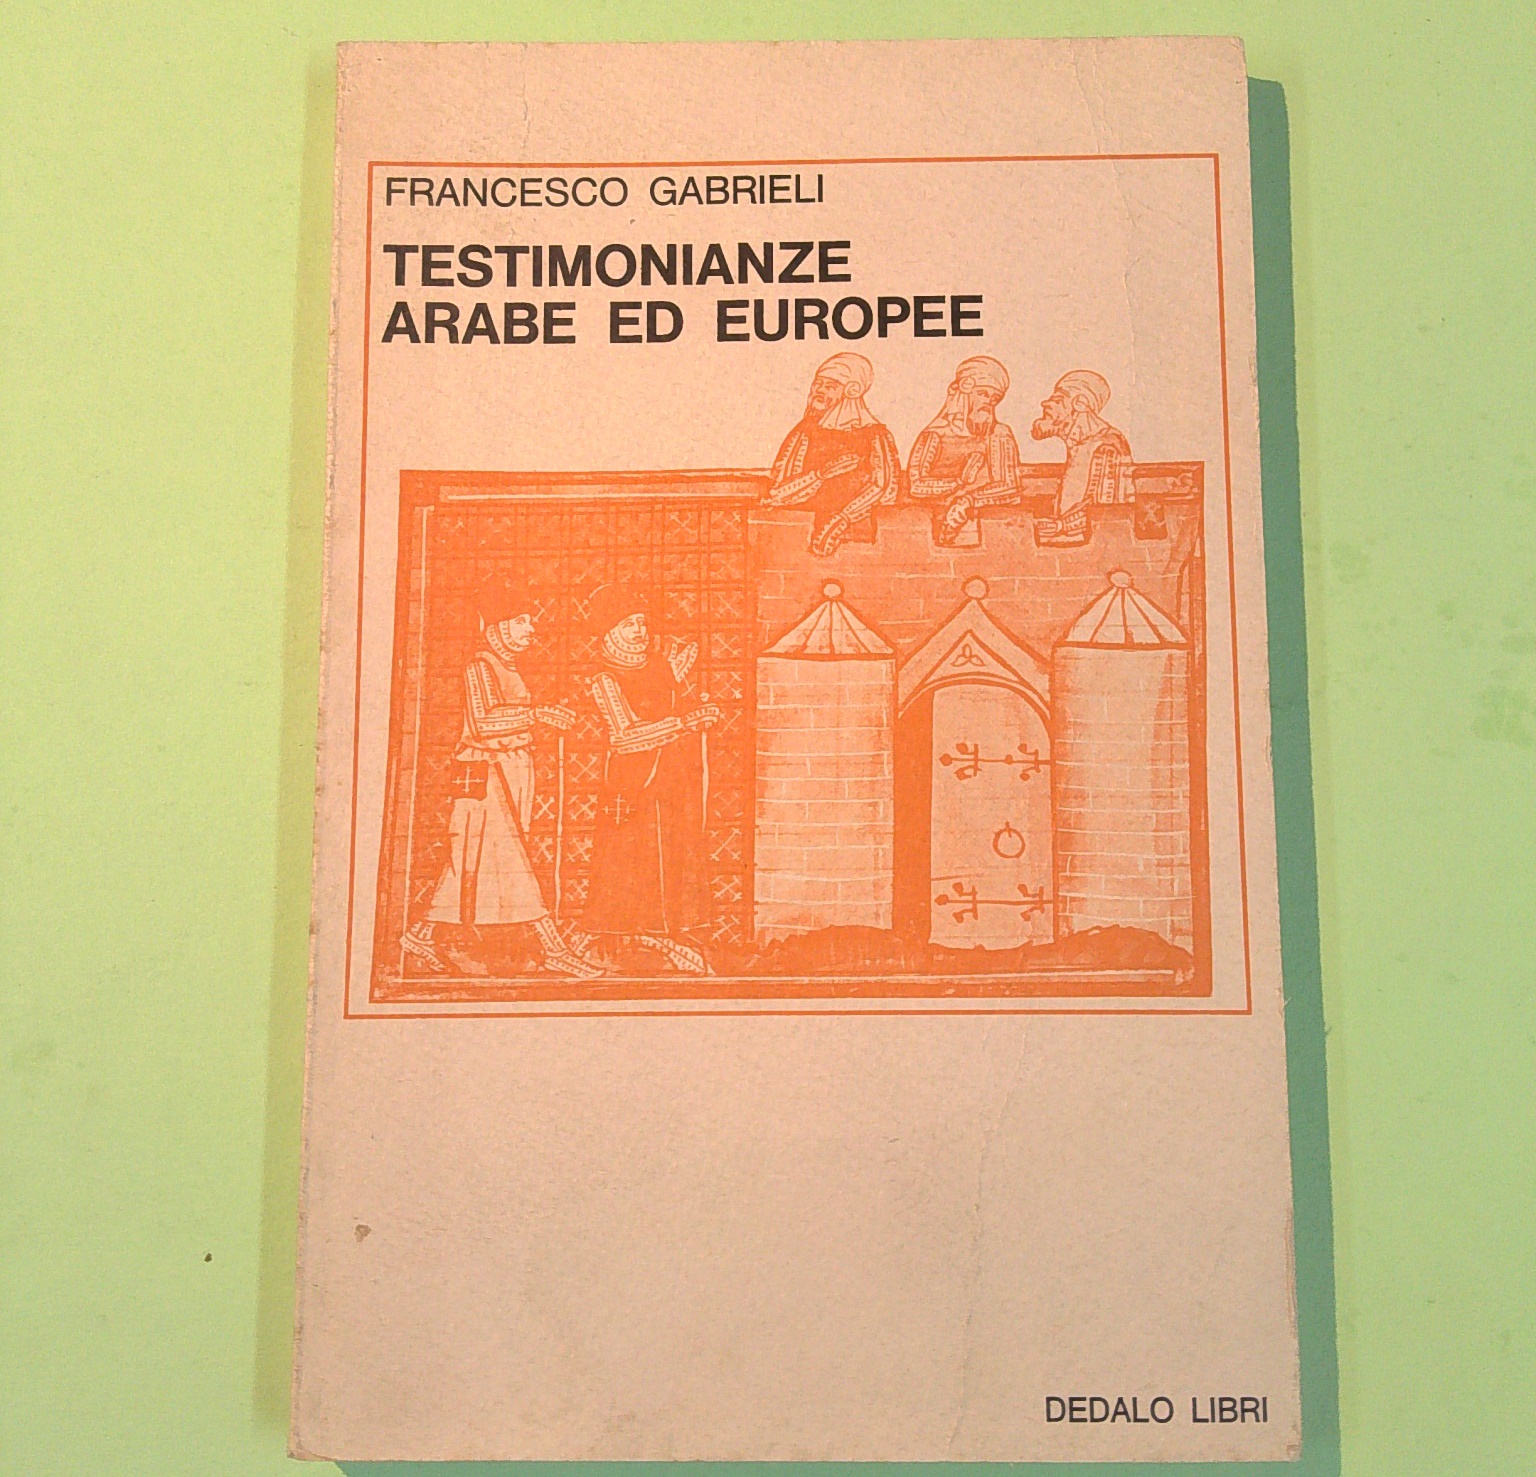 FRANCESCO GABRIELI
TESTIMONIANZE
ARABE ED EUROPEE
DEDALO LIBRI